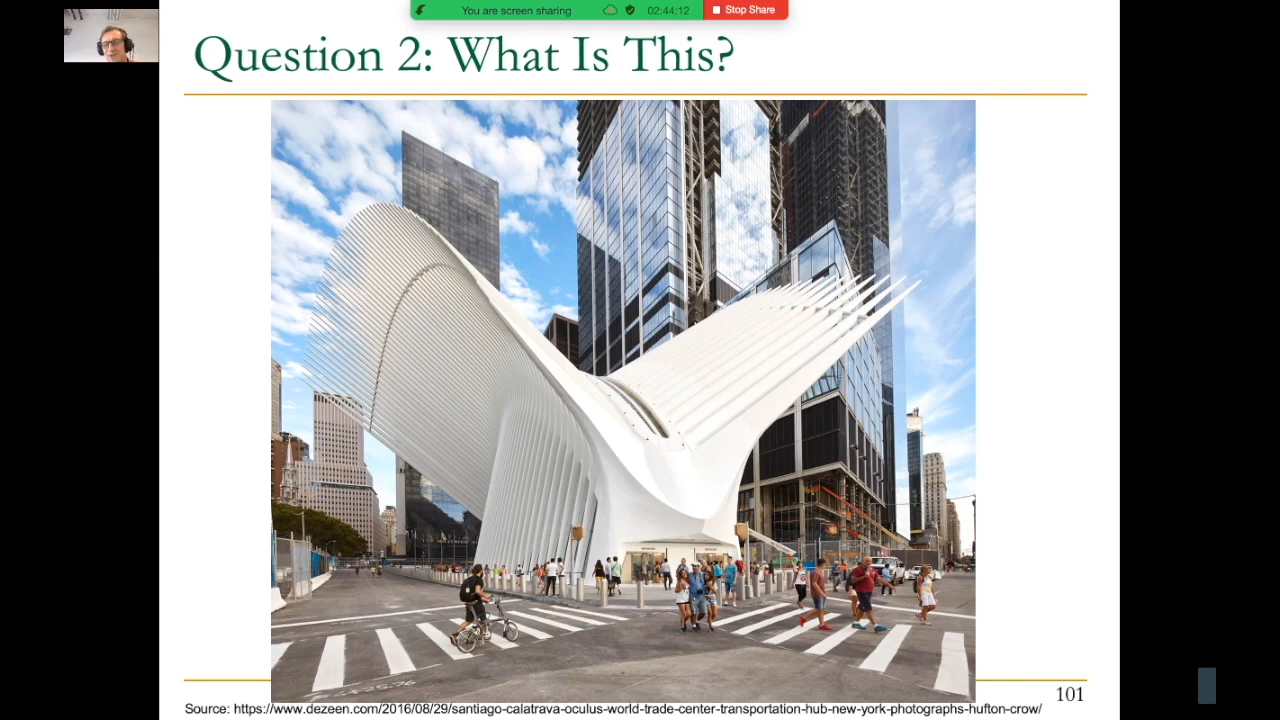 You are screen sharing
02:44:12
Stop Share
Question 2: What Is This?
101
Source: https://www.dezeen.com/2016/08/29/santiago-calatrava-oculus-world-trade-center-transportation-hub-new-york-photographs-hufton-crow/